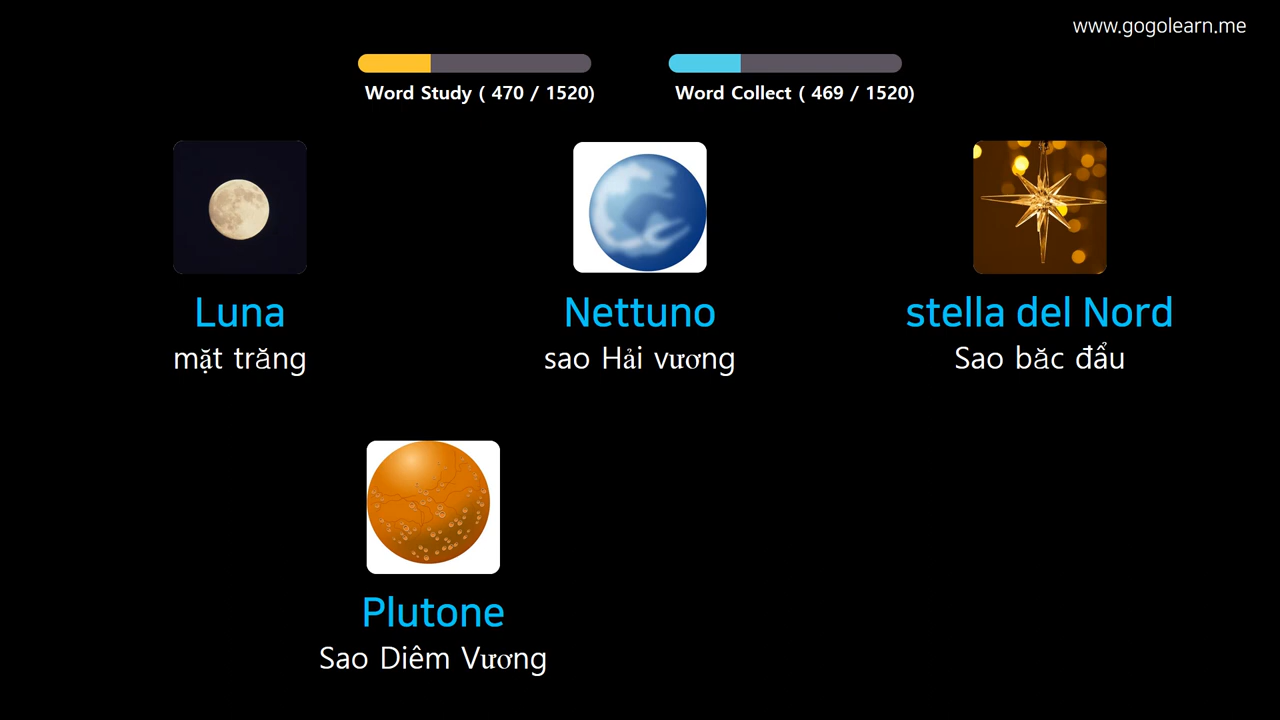 www.gogolearn.me
Word Study ( 470 / 1520)
Word Collect ( 469 / 1520)
Luna
mặt trăng
Nettuno
sao Hải vương
stella del Nord
Sao băc đẩu
Plutone
Sao Diêm Vương